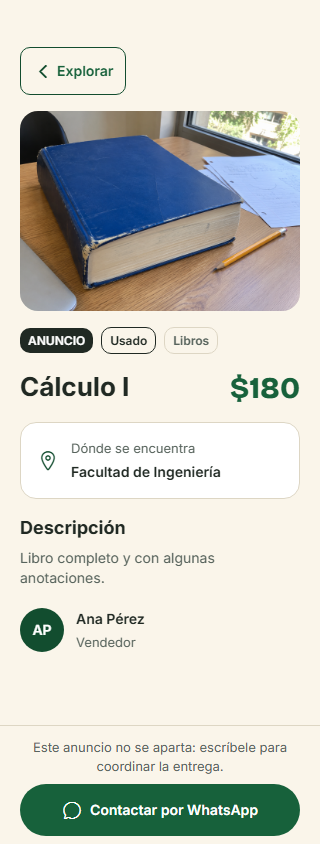 Explorar
ANUNCIO Usado Libros
Cálculo I $180
Dónde se encuentra
Facultad de Ingeniería
Descripción
Libro completo y con algunas
anotaciones.
AP Ana Pérez
Vendedor
Este anuncio no se aparta: escríbele para
coordinar la entrega.
Contactar por WhatsApp